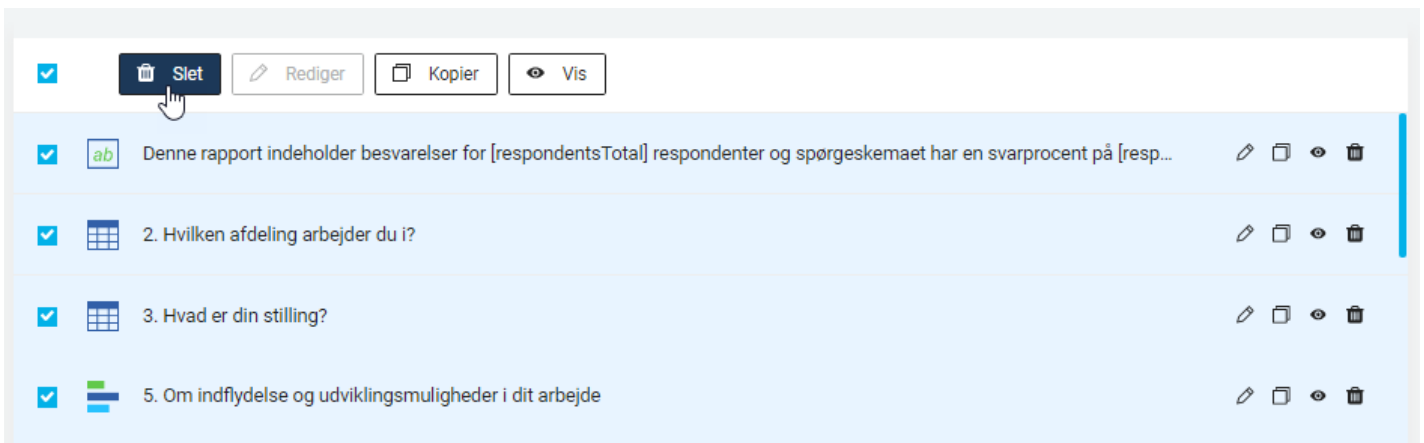 Slet Rediger Kopier Vis
ab Denne rapport indeholder besvarelser for [respondentsTotal] respondenter og spørgeskemaet har en svarprocent på [resp...
2. Hvilken afdeling arbejder du i?
3. Hvad er din stilling?
5. Om indflydelse og udviklingsmuligheder i dit arbejde